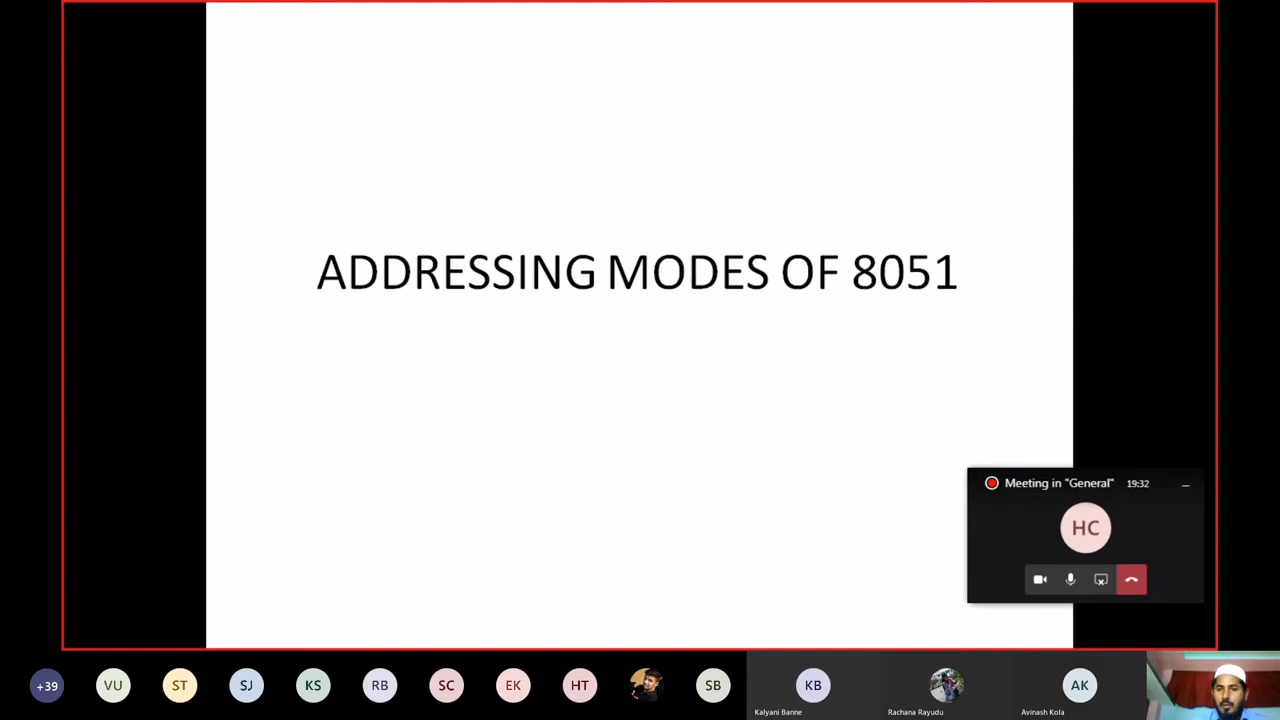 ADDRESSING MODES OF 8051
Meeting in "General" 19:32
HC
+39 VU ST SJ KS RB SC EK HT SB KB AK
Kalyani Banne Rachana Rayudu Avinash Kola